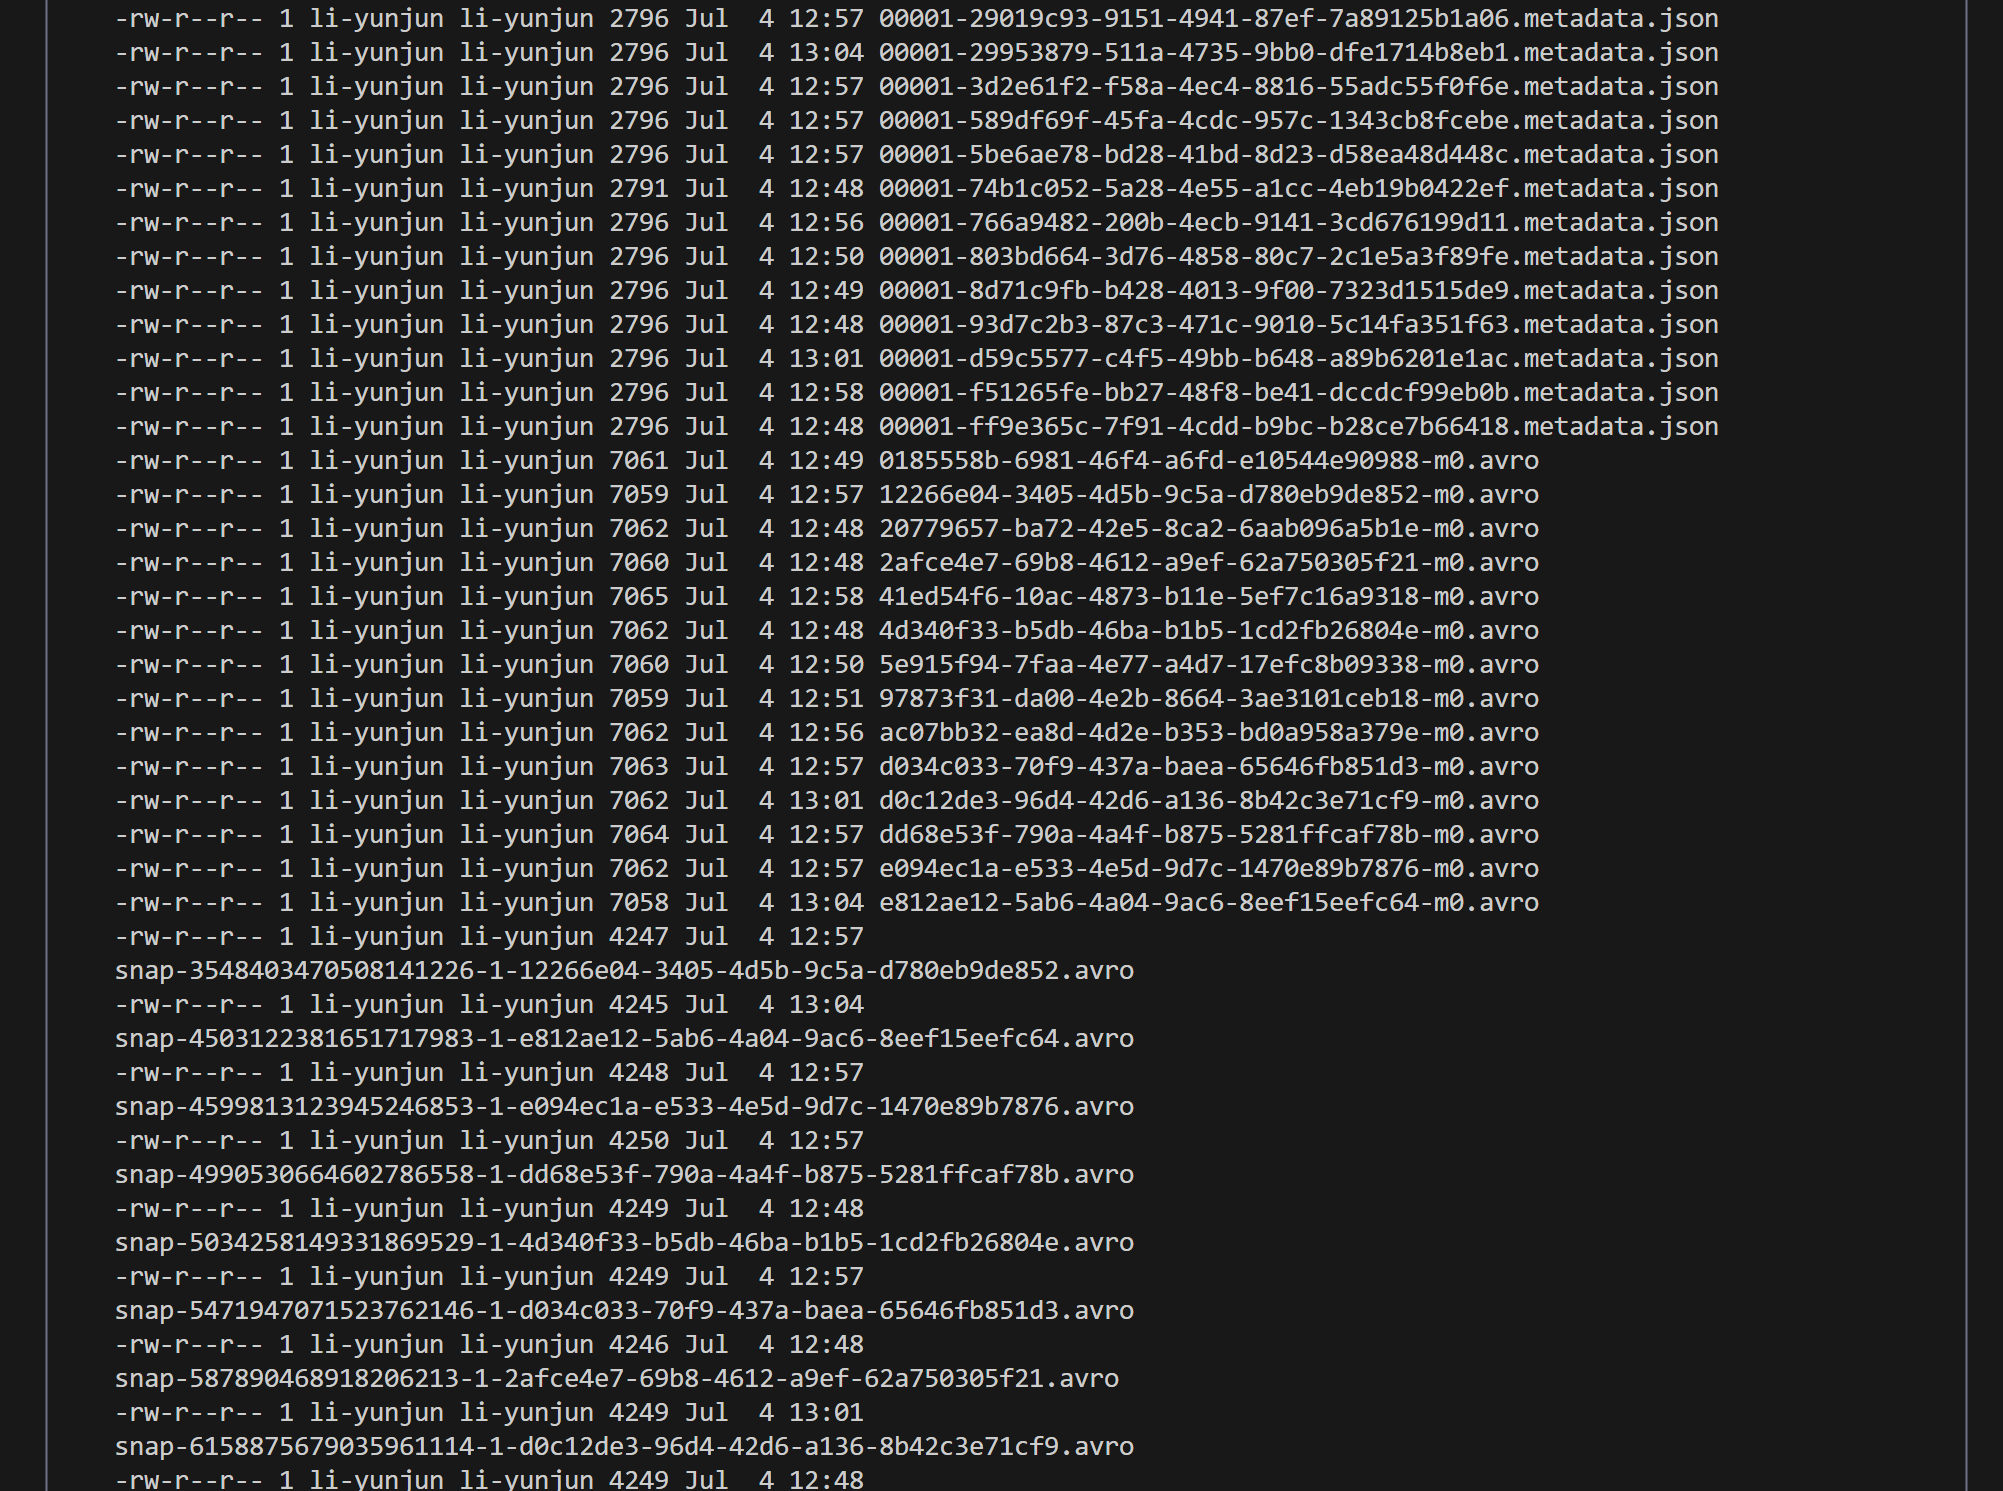 -rw-r--r-- 1 li-yunjun li-yunjun 2796 Jul  4 12:57 00001-29019c93-9151-4941-87ef-7a89125b1a06.metadata.json
-rw-r--r-- 1 li-yunjun li-yunjun 2796 Jul  4 13:04 00001-29953879-511a-4735-9bb0-dfe1714b8eb1.metadata.json
-rw-r--r-- 1 li-yunjun li-yunjun 2796 Jul  4 12:57 00001-3d2e61f2-f58a-4ec4-8816-55adc55f0f6e.metadata.json
-rw-r--r-- 1 li-yunjun li-yunjun 2796 Jul  4 12:57 00001-589df69f-45fa-4cdc-957c-1343cb8fcebe.metadata.json
-rw-r--r-- 1 li-yunjun li-yunjun 2796 Jul  4 12:57 00001-5be6ae78-bd28-41bd-8d23-d58ea48d448c.metadata.json
-rw-r--r-- 1 li-yunjun li-yunjun 2791 Jul  4 12:48 00001-74b1c052-5a28-4e55-a1cc-4eb19b0422ef.metadata.json
-rw-r--r-- 1 li-yunjun li-yunjun 2796 Jul  4 12:56 00001-766a9482-200b-4ecb-9141-3cd676199d11.metadata.json
-rw-r--r-- 1 li-yunjun li-yunjun 2796 Jul  4 12:50 00001-803bd664-3d76-4858-80c7-2c1e5a3f89fe.metadata.json
-rw-r--r-- 1 li-yunjun li-yunjun 2796 Jul  4 12:49 00001-8d71c9fb-b428-4013-9f00-7323d1515de9.metadata.json
-rw-r--r-- 1 li-yunjun li-yunjun 2796 Jul  4 12:48 00001-93d7c2b3-87c3-471c-9010-5c14fa351f63.metadata.json
-rw-r--r-- 1 li-yunjun li-yunjun 2796 Jul  4 13:01 00001-d59c5577-c4f5-49bb-b648-a89b6201e1ac.metadata.json
-rw-r--r-- 1 li-yunjun li-yunjun 2796 Jul  4 12:58 00001-f51265fe-bb27-48f8-be41-dccdcf99eb0b.metadata.json
-rw-r--r-- 1 li-yunjun li-yunjun 2796 Jul  4 12:48 00001-ff9e365c-7f91-4cdd-b9bc-b28ce7b66418.metadata.json
-rw-r--r-- 1 li-yunjun li-yunjun 7061 Jul  4 12:49 0185558b-6981-46f4-a6fd-e10544e90988-m0.avro
-rw-r--r-- 1 li-yunjun li-yunjun 7059 Jul  4 12:57 12266e04-3405-4d5b-9c5a-d780eb9de852-m0.avro
-rw-r--r-- 1 li-yunjun li-yunjun 7062 Jul  4 12:48 20779657-ba72-42e5-8ca2-6aab096a5b1e-m0.avro
-rw-r--r-- 1 li-yunjun li-yunjun 7060 Jul  4 12:48 2afce4e7-69b8-4612-a9ef-62a750305f21-m0.avro
-rw-r--r-- 1 li-yunjun li-yunjun 7065 Jul  4 12:58 41ed54f6-10ac-4873-b11e-5ef7c16a9318-m0.avro
-rw-r--r-- 1 li-yunjun li-yunjun 7062 Jul  4 12:48 4d340f33-b5db-46ba-b1b5-1cd2fb26804e-m0.avro
-rw-r--r-- 1 li-yunjun li-yunjun 7060 Jul  4 12:50 5e915f94-7faa-4e77-a4d7-17efc8b09338-m0.avro
-rw-r--r-- 1 li-yunjun li-yunjun 7059 Jul  4 12:51 97873f31-da00-4e2b-8664-3ae3101ceb18-m0.avro
-rw-r--r-- 1 li-yunjun li-yunjun 7062 Jul  4 12:56 ac07bb32-ea8d-4d2e-b353-bd0a958a379e-m0.avro
-rw-r--r-- 1 li-yunjun li-yunjun 7063 Jul  4 12:57 d034c033-70f9-437a-baea-65646fb851d3-m0.avro
-rw-r--r-- 1 li-yunjun li-yunjun 7062 Jul  4 13:01 d0c12de3-96d4-42d6-a136-8b42c3e71cf9-m0.avro
-rw-r--r-- 1 li-yunjun li-yunjun 7064 Jul  4 12:57 dd68e53f-790a-4a4f-b875-5281ffcaf78b-m0.avro
-rw-r--r-- 1 li-yunjun li-yunjun 7062 Jul  4 12:57 e094ec1a-e533-4e5d-9d7c-1470e89b7876-m0.avro
-rw-r--r-- 1 li-yunjun li-yunjun 7058 Jul  4 13:04 e812ae12-5ab6-4a04-9ac6-8eef15eefc64-m0.avro
-rw-r--r-- 1 li-yunjun li-yunjun 4247 Jul  4 12:57
snap-3548403470508141226-1-12266e04-3405-4d5b-9c5a-d780eb9de852.avro
-rw-r--r-- 1 li-yunjun li-yunjun 4245 Jul  4 13:04
snap-4503122381651717983-1-e812ae12-5ab6-4a04-9ac6-8eef15eefc64.avro
-rw-r--r-- 1 li-yunjun li-yunjun 4248 Jul  4 12:57
snap-4599813123945246853-1-e094ec1a-e533-4e5d-9d7c-1470e89b7876.avro
-rw-r--r-- 1 li-yunjun li-yunjun 4250 Jul  4 12:57
snap-4990530664602786558-1-dd68e53f-790a-4a4f-b875-5281ffcaf78b.avro
-rw-r--r-- 1 li-yunjun li-yunjun 4249 Jul  4 12:48
snap-5034258149331869529-1-4d340f33-b5db-46ba-b1b5-1cd2fb26804e.avro
-rw-r--r-- 1 li-yunjun li-yunjun 4249 Jul  4 12:57
snap-5471947071523762146-1-d034c033-70f9-437a-baea-65646fb851d3.avro
-rw-r--r-- 1 li-yunjun li-yunjun 4246 Jul  4 12:48
snap-587890468918206213-1-2afce4e7-69b8-4612-a9ef-62a750305f21.avro
-rw-r--r-- 1 li-yunjun li-yunjun 4249 Jul  4 13:01
snap-6158875679035961114-1-d0c12de3-96d4-42d6-a136-8b42c3e71cf9.avro
-rw-r--r-- 1 li-yunjun li-yunjun 4249 Jul  4 12:48